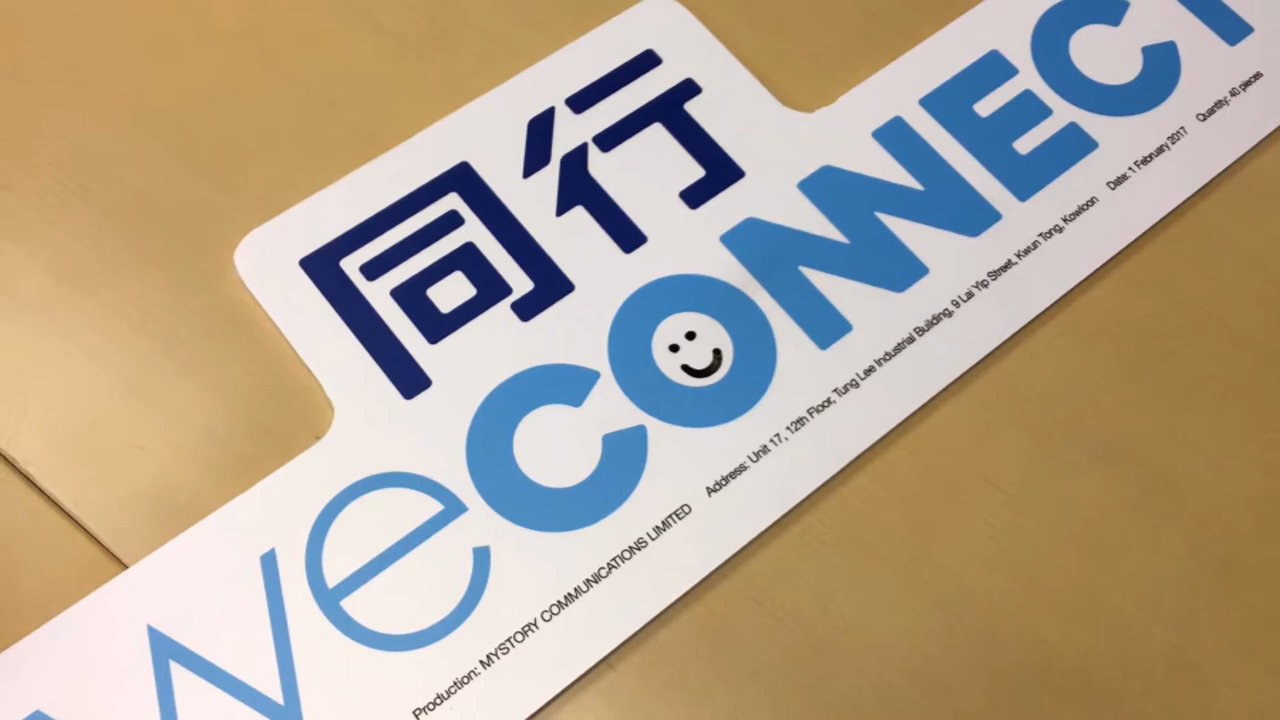 同行
WeCONNECT
Production: MYSTORY COMMUNICATIONS LIMITED Address: Unit 17, 12th Floor, Tung Lee Industrial Building, 9 Lai Yip Street, Kwun Tong, Kowloon Date: 1 February 2017 Quantity: 40 pieces